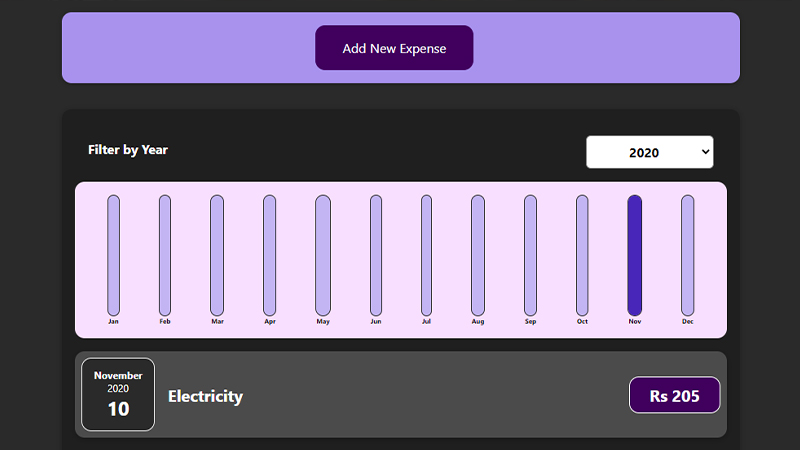 Add New Expense
Filter by Year
2020
Jan Feb Mar Apr May Jun Jul Aug Sep Oct Nov Dec
November
2020
10
Electricity
Rs 205